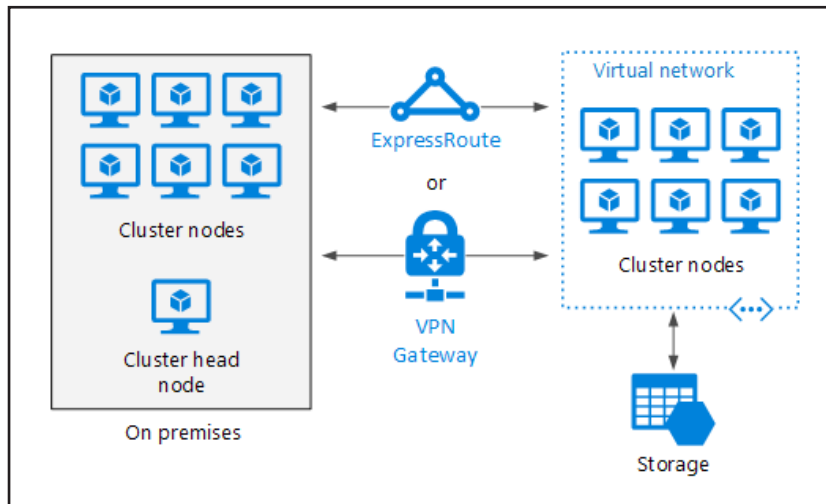 Cluster nodes
Cluster head
node
On premises
ExpressRoute
or
VPN
Gateway
Virtual network
Cluster nodes
Storage